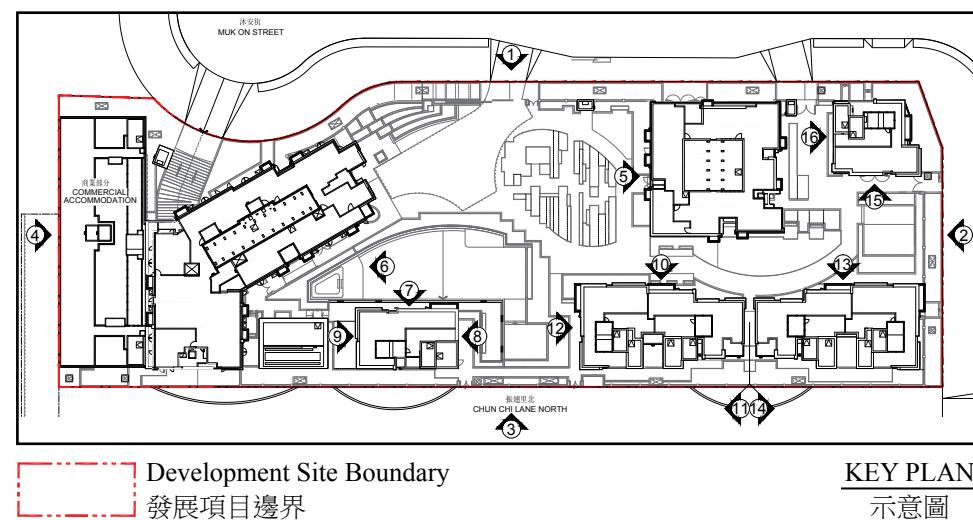 沐安街
MUK ON STREET
1
16
商業部分
COMMERCIAL
ACCOMMODATION
5
15
4
2
6
10
13
7
12
9
8
振邇里北
CHUN CHI LANE NORTH
11 14
3
Development Site Boundary
發展項目邊界
KEY PLAN
示意圖